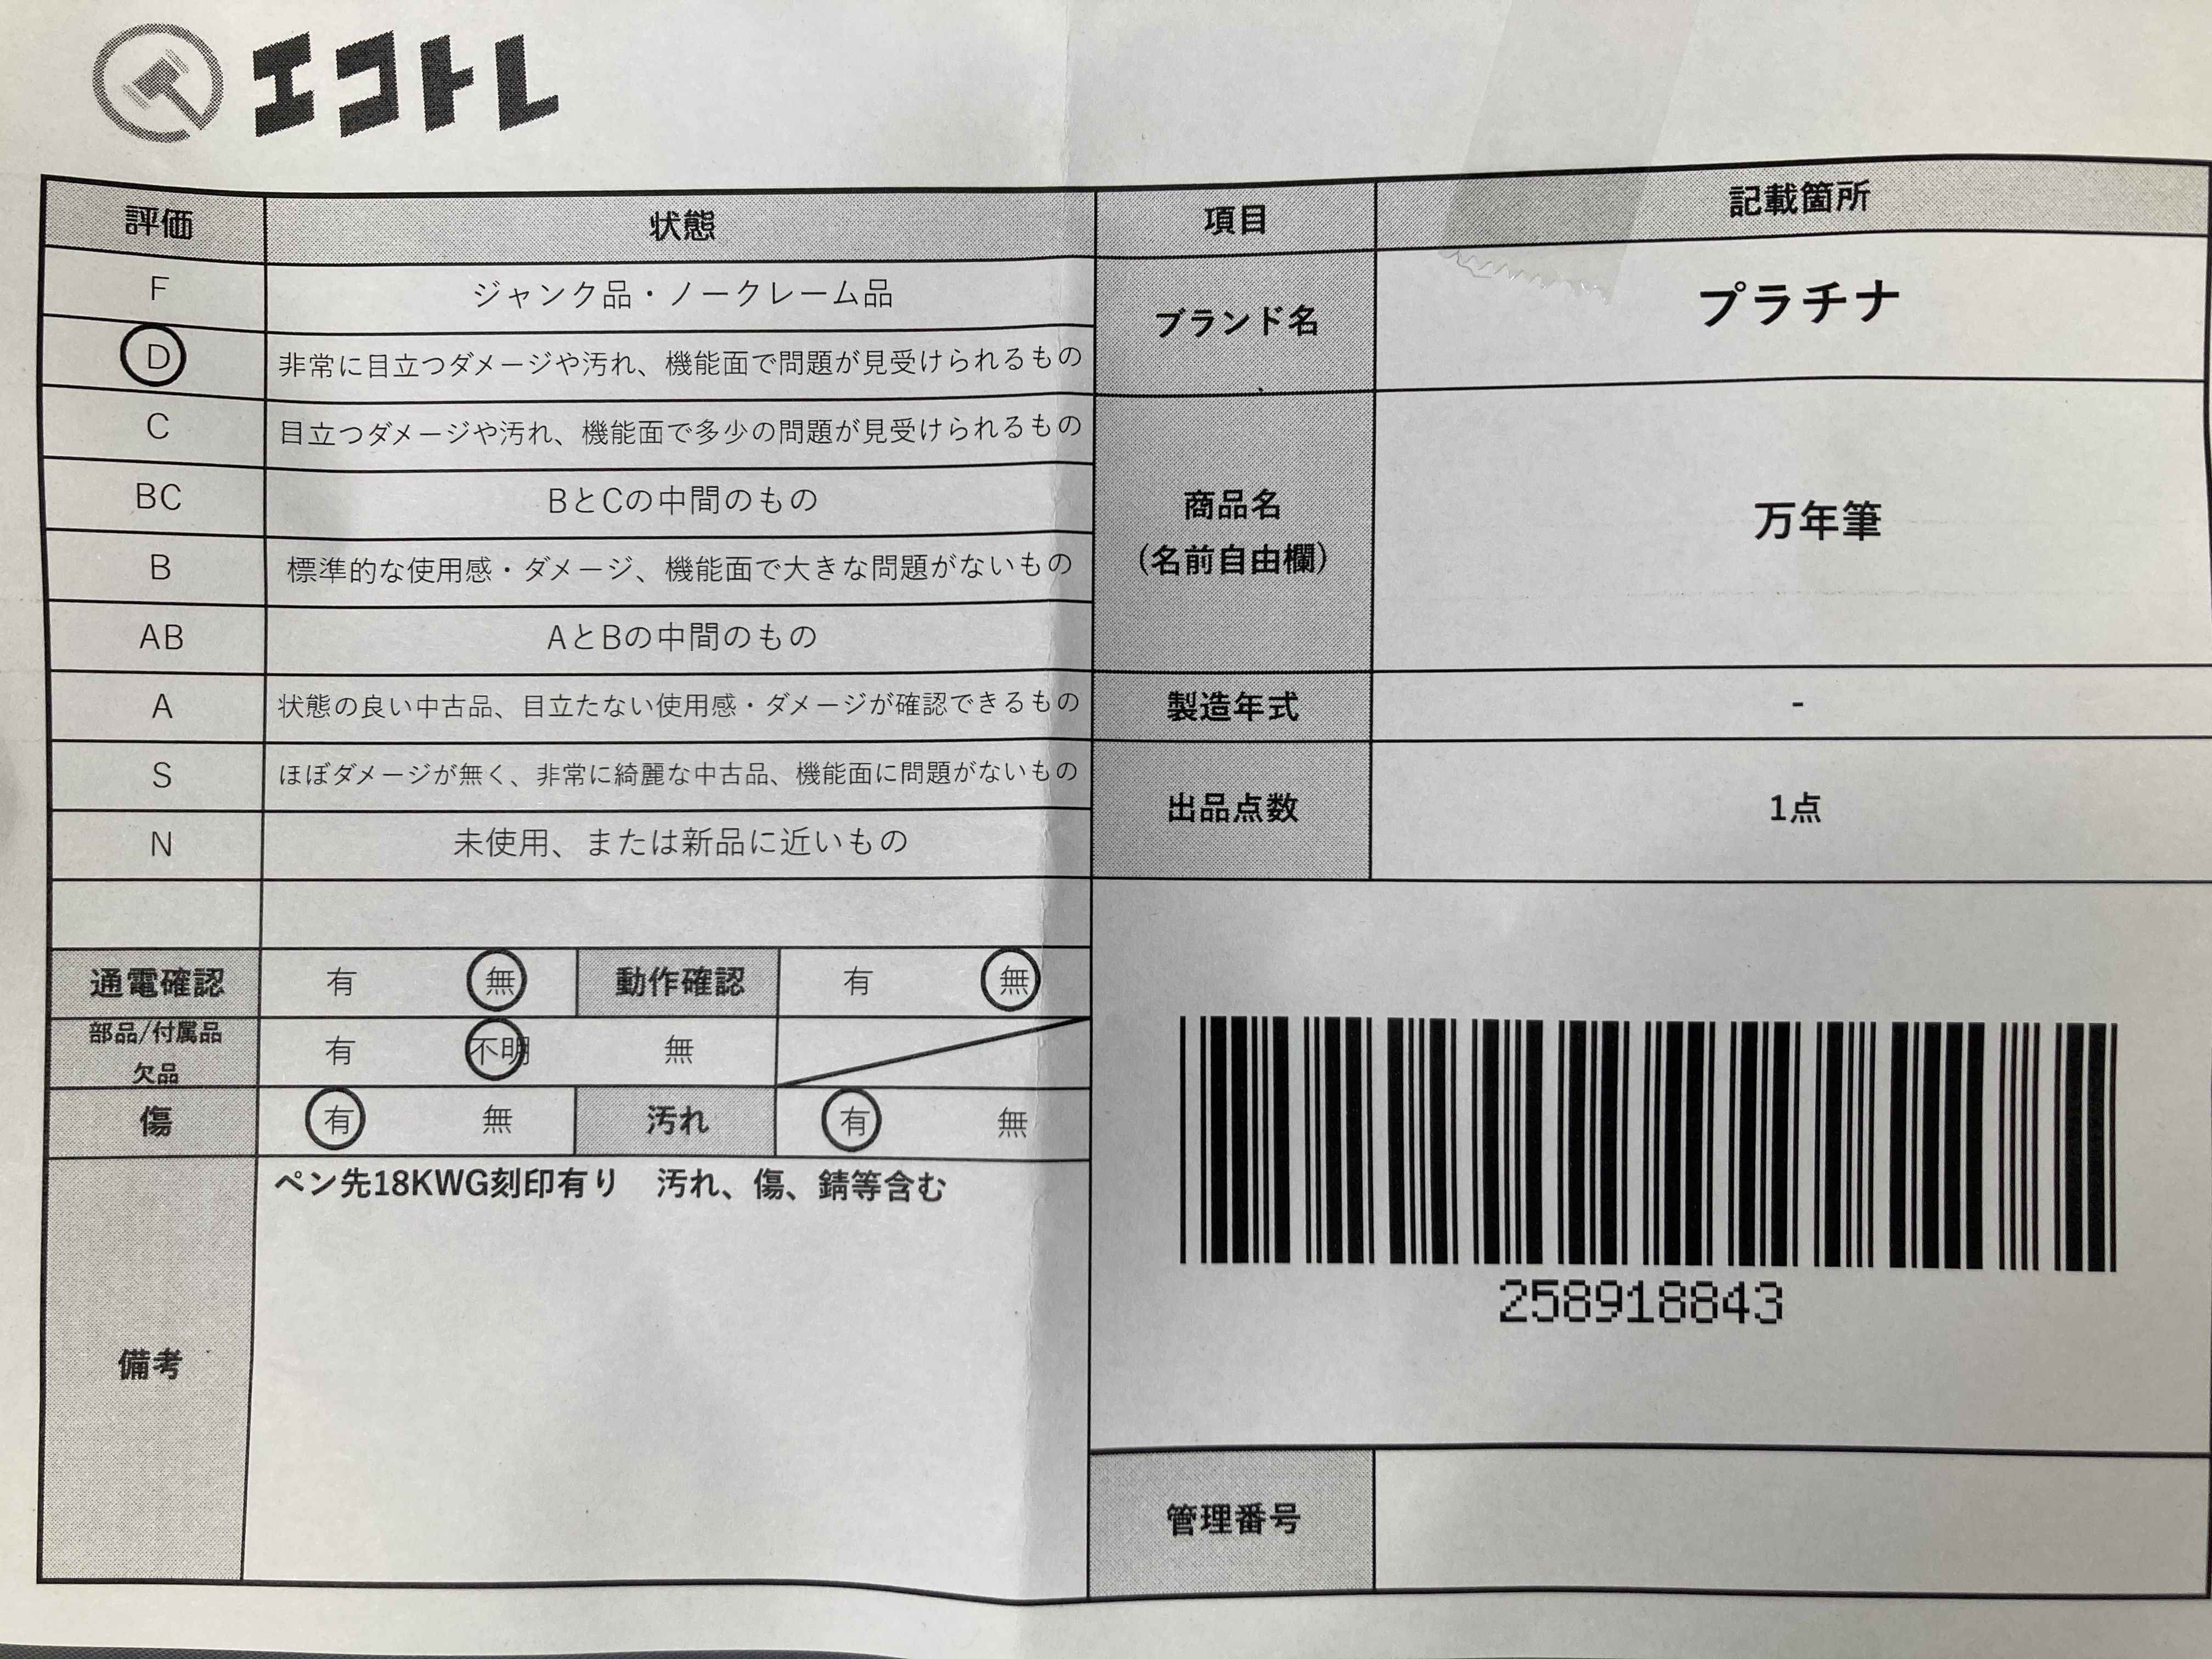 エコトレ
評価 状態 項目 記載箇所
F ジャンク品・ノークレーム品
D 非常に目立つダメージや汚れ、機能面で問題が見受けられるもの
ブランド名 プラチナ
C 目立つダメージや汚れ、機能面で多少の問題が見受けられるもの
BC BとCの中間のもの
商品名
(名前自由欄)
万年筆
B 標準的な使用感・ダメージ、機能面で大きな問題がないもの
AB AとBの中間のもの
A 状態の良い中古品、目立たない使用感・ダメージが確認できるもの
製造年式 -
S ほぼダメージが無く、非常に綺麗な中古品、機能面に問題がないもの
出品点数 1点
N 未使用、または新品に近いもの
通電確認 有 無 動作確認 有 無
部品/付属品
欠品
有 不明 無
傷 有 無 汚れ 有 無
備考
ペン先18KWG刻印有り　汚れ、傷、錆等含む
258918843
管理番号